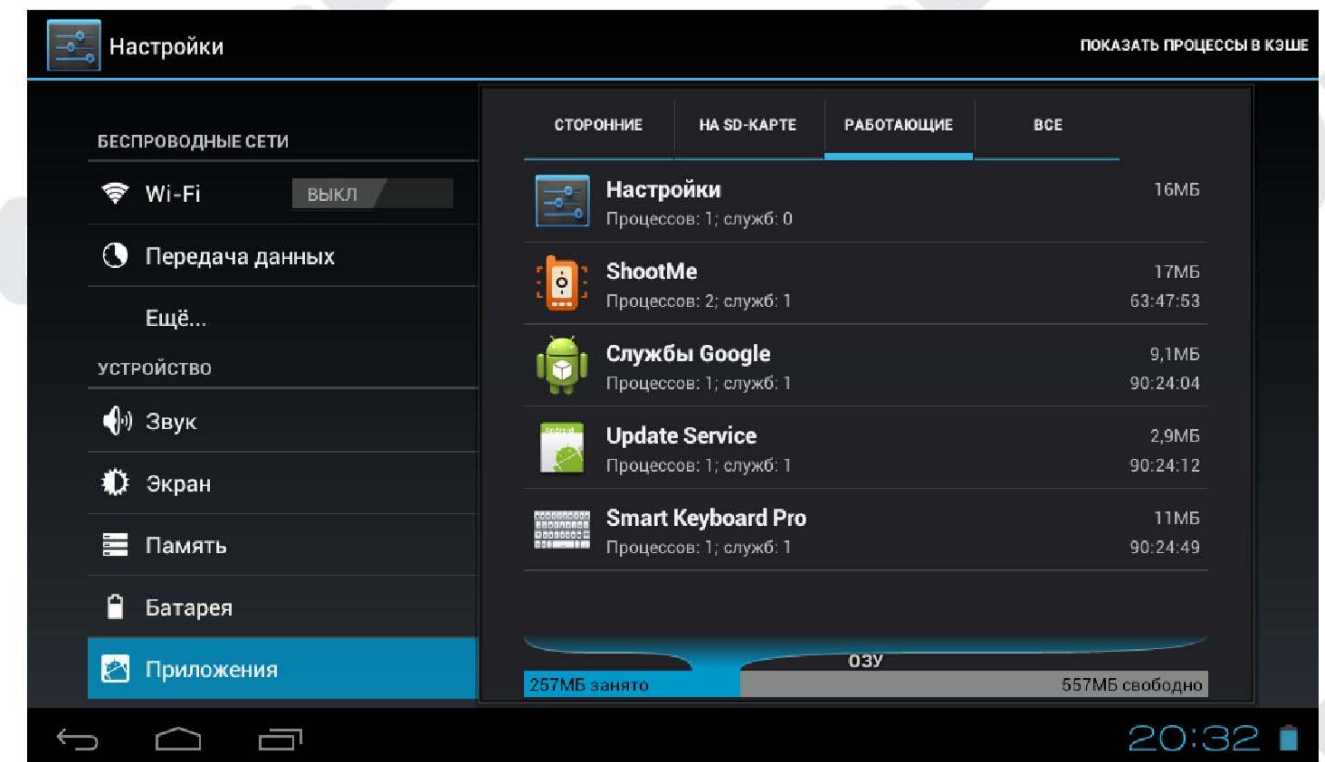 Настройки
ПОКАЗАТЬ ПРОЦЕССЫ В КЭШЕ
БЕСПРОВОДНЫЕ СЕТИ
Wi-Fi ВЫКЛ
Передача данных
Ещё...
УСТРОЙСТВО
Звук
Экран
Память
Батарея
Приложения
СТОРОННИЕ НА SD-КАРТЕ РАБОТАЮЩИЕ ВСЕ
Настройки 16МБ
Процессов: 1; служб: 0
ShootMe 17МБ
Процессов: 2; служб: 1 63:47:53
Службы Google 9,1МБ
Процессов: 1; служб: 1 90:24:04
Update Service 2,9МБ
Процессов: 1; служб: 1 90:24:12
Smart Keyboard Pro 11МБ
Процессов: 1; служб: 1 90:24:49
ОЗУ
257МБ занято 557МБ свободно
20:32